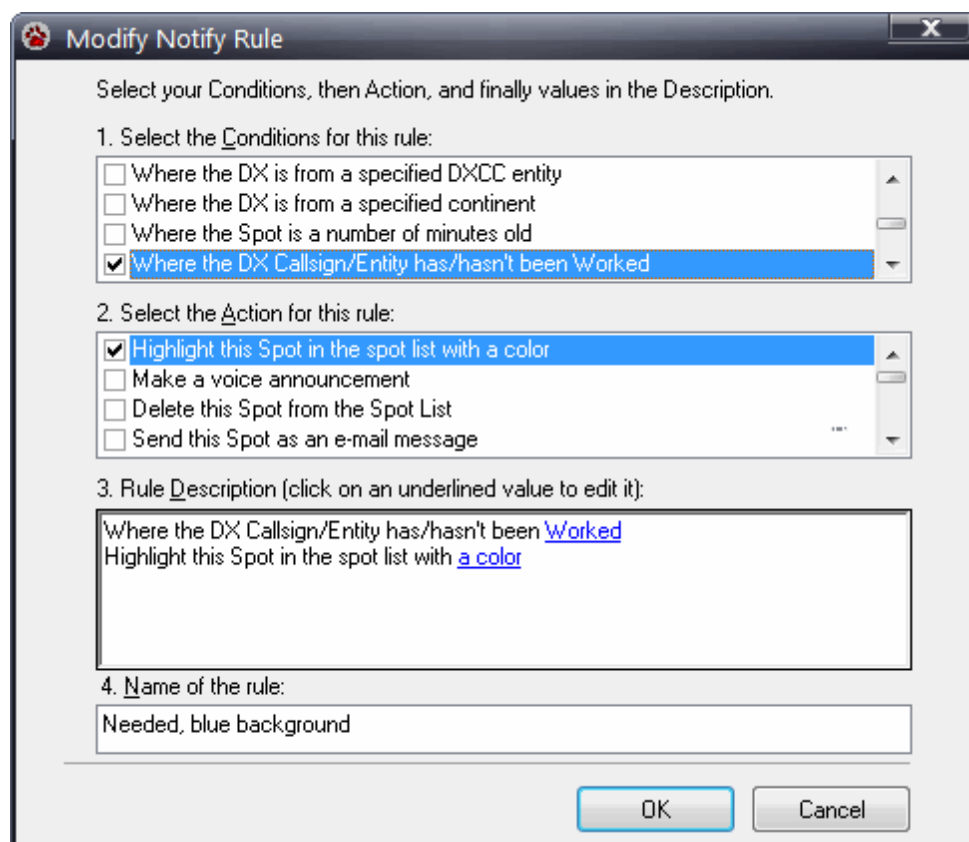 Modify Notify Rule
Select your Conditions, then Action, and finally values in the Description.
1. Select the Conditions for this rule:
Where the DX is from a specified DXCC entity
Where the DX is from a specified continent
Where the Spot is a number of minutes old
Where the DX Callsign/Entity has/hasn't been Worked
2. Select the Action for this rule:
Highlight this Spot in the spot list with a color
Make a voice announcement
Delete this Spot from the Spot List
Send this Spot as an e-mail message
3. Rule Description (click on an underlined value to edit it):
Where the DX Callsign/Entity has/hasn't been Worked
Highlight this Spot in the spot list with a color
4. Name of the rule:
Needed, blue background
OK
Cancel